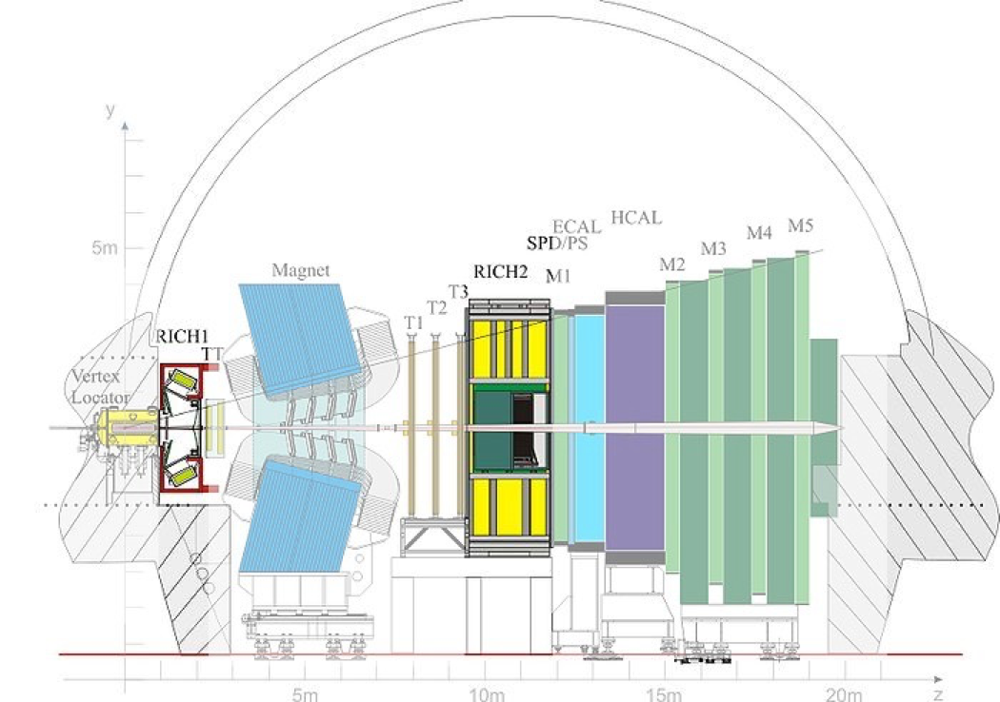 y
5m
ECAL
HCAL
SPD/PS
M5
M4
M3
M2
RICH2
M1
Magnet
T3
T2
T1
RICH1
TT
Vertex
Locator
5m
10m
15m
20m
z